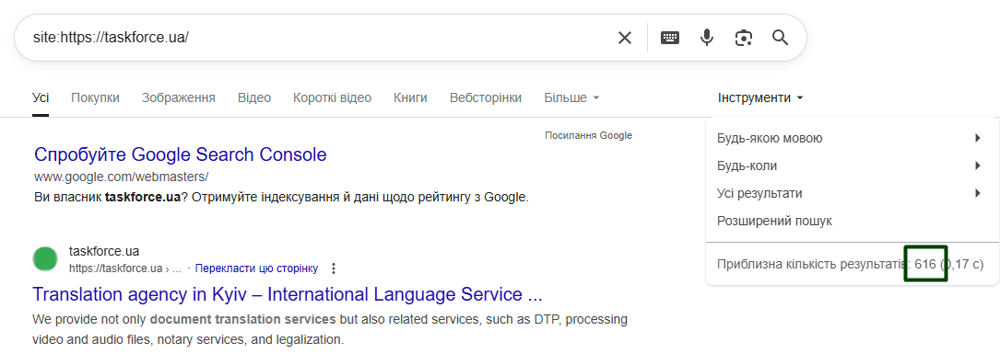 site:https://taskforce.ua/
Усі Покупки Зображення Відео Короткі відео Книги Вебсторінки Більше Інструменти
Посилання Google
Спробуйте Google Search Console
www.google.com/webmasters/
Ви власник taskforce.ua? Отримуйте індексування й дані щодо рейтингу з Google.
taskforce.ua
https://taskforce.ua › ... · Перекласти цю сторінку
Translation agency in Kyiv – International Language Service ...
We provide not only document translation services but also related services, such as DTP, processing
video and audio files, notary services, and legalization.
Будь-якою мовою
Будь-коли
Усі результати
Розширений пошук
Приблизна кількість результатів: 616 (0,17 с)